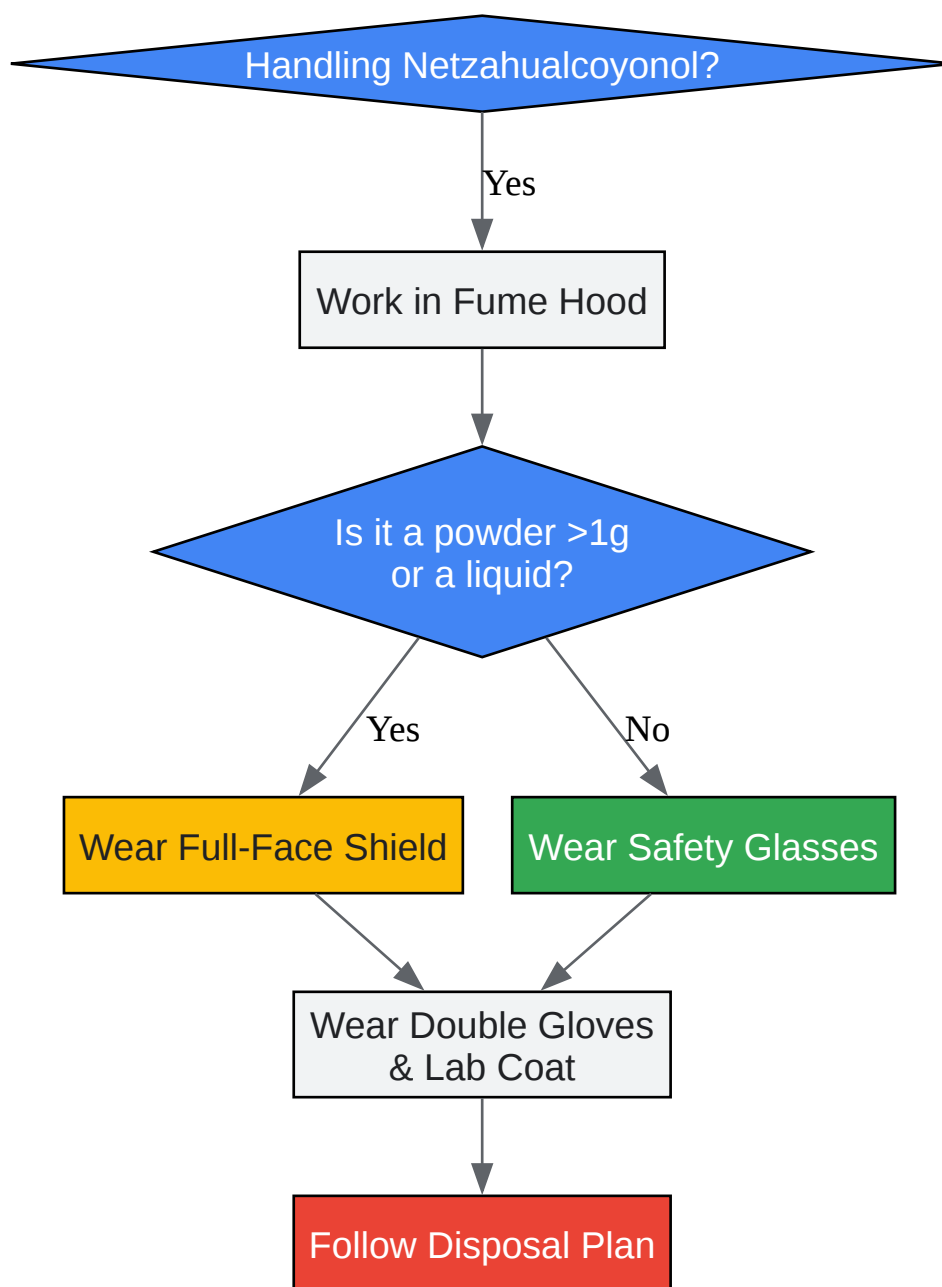 Handling Netzahualcoyonol?
Yes
Work in Fume Hood
Is it a powder >1g
or a liquid?
Yes
No
Wear Full-Face Shield
Wear Safety Glasses
Wear Double Gloves
& Lab Coat
Follow Disposal Plan